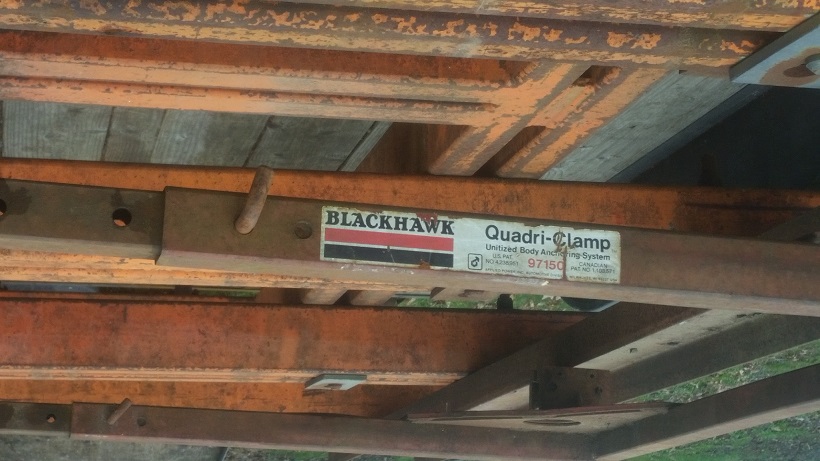 BLACKHAWK
Quadri-Clamp
Unitized Body Anchoring System
U.S. PAT.
97150
CANADIAN
PAT NO.